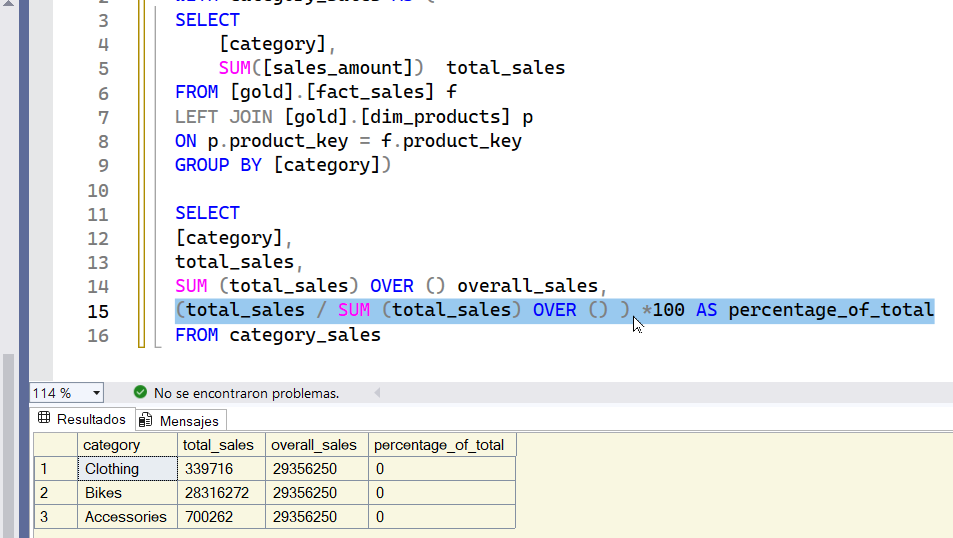 3 SELECT
4 [category],
5 SUM([sales_amount]) total_sales
6 FROM [gold].[fact_sales] f
7 LEFT JOIN [gold].[dim_products] p
8 ON p.product_key = f.product_key
9 GROUP BY [category])
10
11 SELECT
12 [category],
13 total_sales,
14 SUM (total_sales) OVER () overall_sales,
15 (total_sales / SUM (total_sales) OVER () ) *100 AS percentage_of_total
16 FROM category_sales
114 % No se encontraron problemas.
Resultados Mensajes
category total_sales overall_sales percentage_of_total
1 Clothing 339716 29356250 0
2 Bikes 28316272 29356250 0
3 Accessories 700262 29356250 0